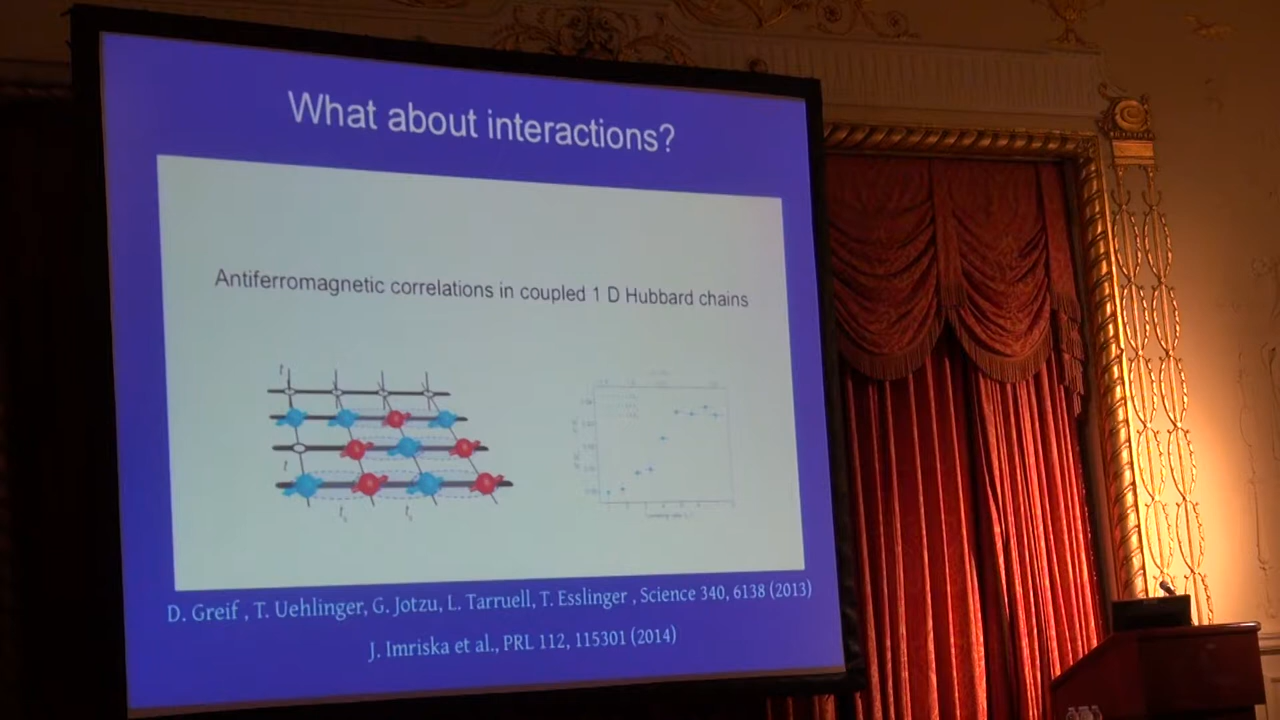 What about interactions?
Antiferromagnetic correlations in coupled 1 D Hubbard chains
t
t
D. Greif , T. Uehlinger, G. Jotzu, L. Tarruell, T. Esslinger , Science 340, 6138 (2013)
J. Imriska et al., PRL 112, 115301 (2014)